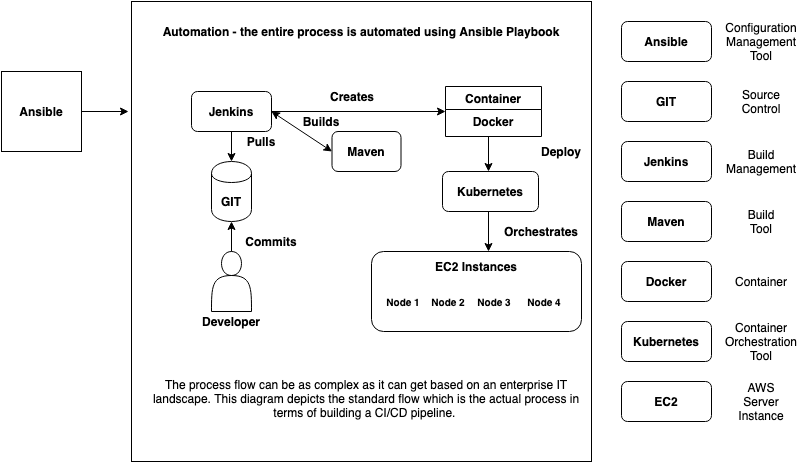 Automation - the entire process is automated using Ansible Playbook
Ansible
Jenkins
Creates
Container
Docker
Builds
Maven
Pulls
Deploy
GIT
Kubernetes
Commits
Orchestrates
Developer
EC2 Instances
Node 1 Node 2 Node 3 Node 4
The process flow can be as complex as it can get based on an enterprise IT
landscape. This diagram depicts the standard flow which is the actual process in
terms of building a CI/CD pipeline.
Ansible
Configuration
Management
Tool
GIT
Source
Control
Jenkins
Build
Management
Maven
Build
Tool
Docker
Container
Kubernetes
Container
Orchestration
Tool
EC2
AWS
Server
Instance